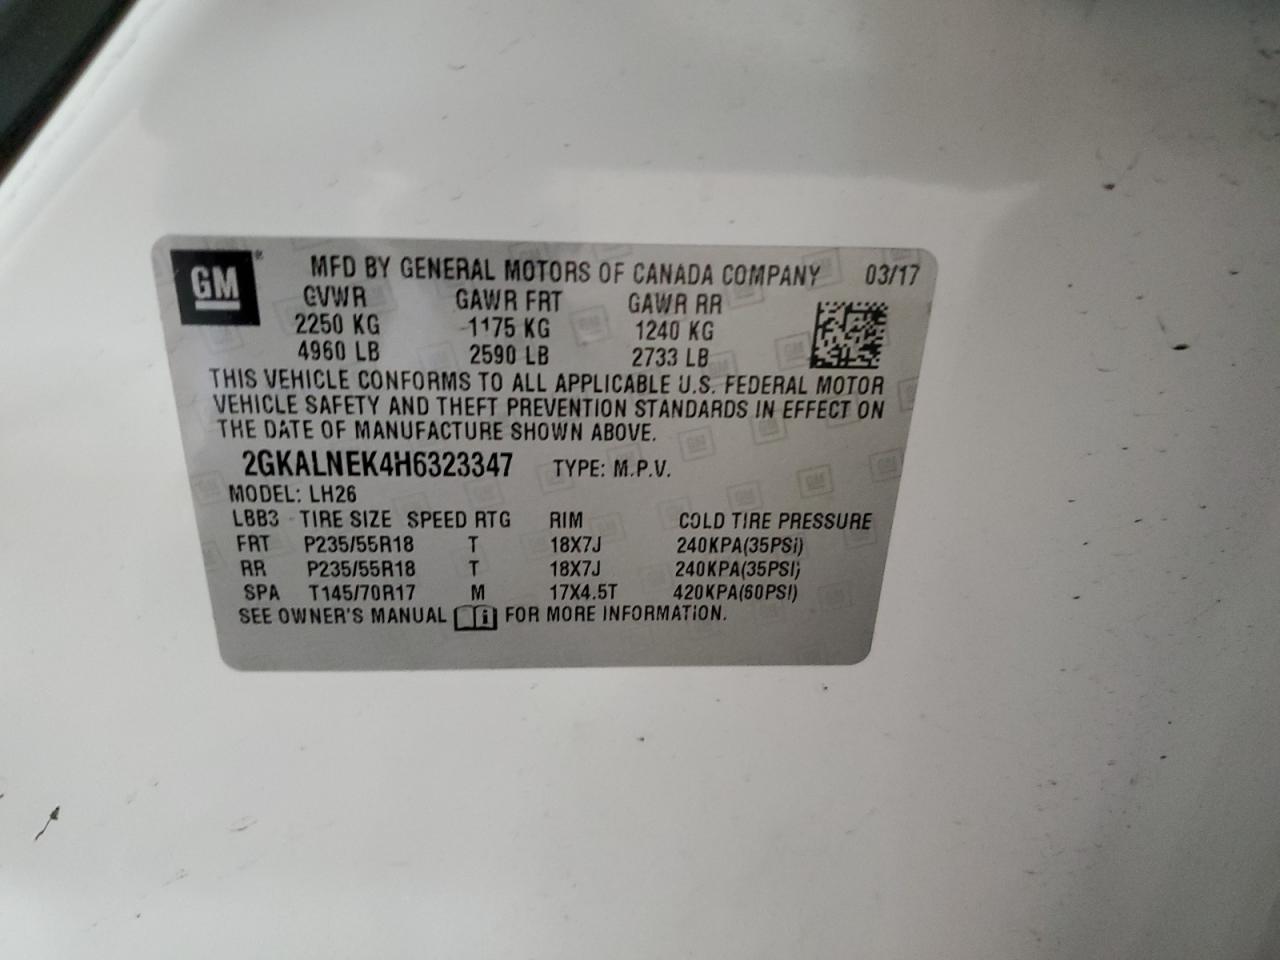 GM ® MFD BY GENERAL MOTORS OF CANADA COMPANY 03/17
GVWR GAWR FRT GAWR RR
2250 KG 1175 KG 1240 KG
4960 LB 2590 LB 2733 LB
THIS VEHICLE CONFORMS TO ALL APPLICABLE U.S. FEDERAL MOTOR
VEHICLE SAFETY AND THEFT PREVENTION STANDARDS IN EFFECT ON
THE DATE OF MANUFACTURE SHOWN ABOVE.
2GKALNEK4H6323347 TYPE: M.P.V.
MODEL: LH26
LBB3 TIRE SIZE SPEED RTG RIM COLD TIRE PRESSURE
FRT P235/55R18 T 18X7J 240KPA(35PSI)
RR P235/55R18 T 18X7J 240KPA(35PSI)
SPA T145/70R17 M 17X4.5T 420KPA(60PSI)
SEE OWNER'S MANUAL i FOR MORE INFORMATION.